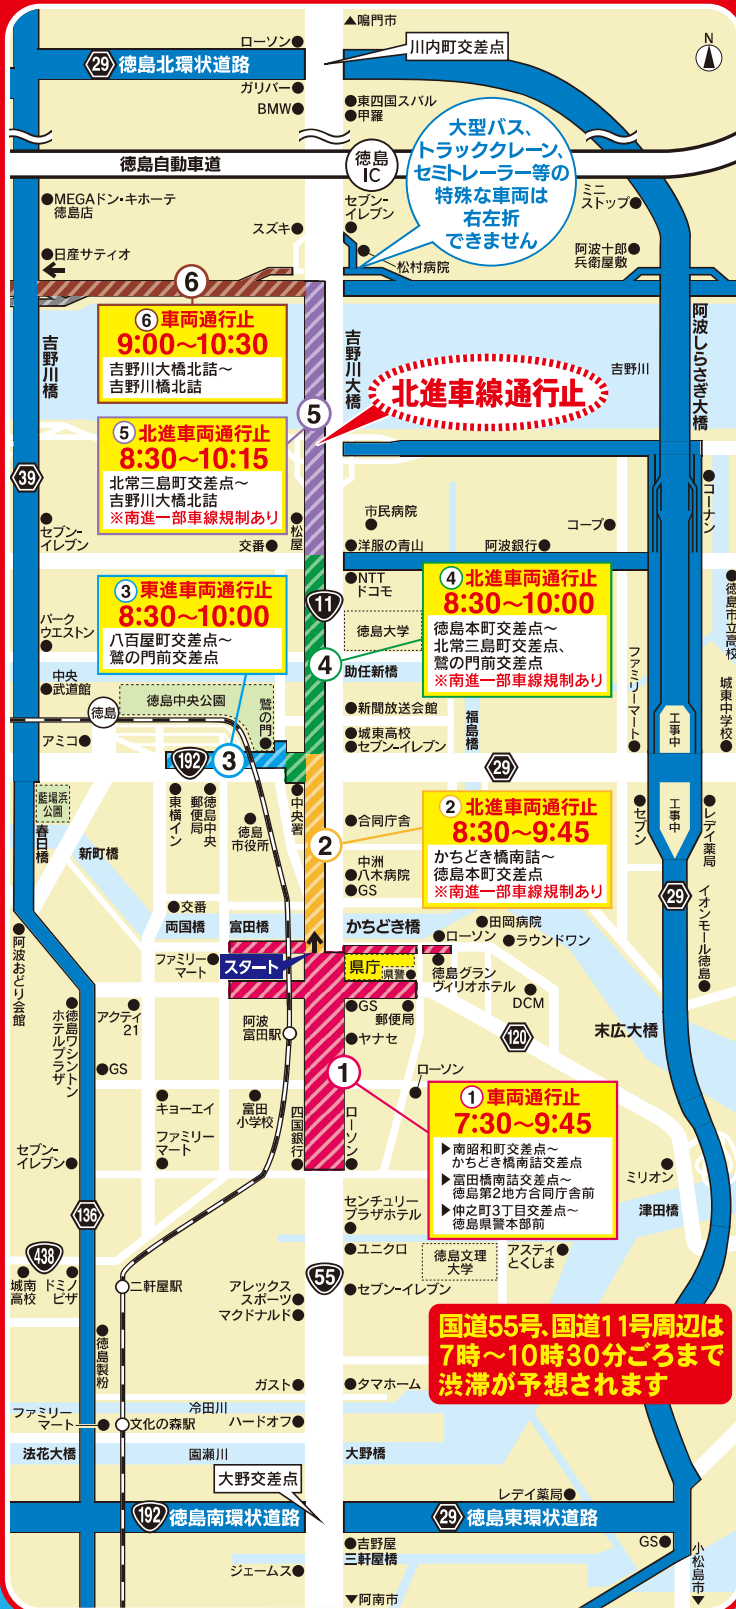 ▲鳴門市
ローソン
川内町交差点
N
29 徳島北環状道路
ガリバー
BMW
東四国スバル
甲羅
大型バス、
トラッククレーン、
セミトレーラー等の
特殊な車両は
右左折
できません
徳島自動車道
徳島
IC
MEGAドン・キホーテ
徳島店
セブン-
イレブン
ミニ
ストップ
スズキ
日産サティオ
松村病院
阿波十郎
兵衛屋敷
6
⑥車両通行止
9:00〜10:30
吉野川大橋北詰〜
吉野川橋北詰
吉野川橋
吉野川大橋
吉野川
阿波しらさぎ大橋
北進車線通行止
5
⑤北進車両通行止
8:30〜10:15
北常三島町交差点〜
吉野川大橋北詰
※南進一部車線規制あり
39
セブン-
イレブン
交番
松屋
市民病院
洋服の青山
阿波銀行
コープ
コーナン
③東進車両通行止
8:30〜10:00
八百屋町交差点〜
鷲の門前交差点
11
NTT
ドコモ
徳島大学
④北進車両通行止
8:30〜10:00
徳島本町交差点〜
北常三島町交差点、
鷲の門前交差点
※南進一部車線規制あり
徳島市立高校
パーク
ウエストン
4
助任新橋
中央
武道館
徳島中央公園
鷲の門
徳島
アミコ
新聞放送会館
城東高校
セブン-イレブン
福島橋
ファミリーマート
城東中学校
工事中
192
3
29
藍場浜
公園
春日橋
新町橋
東横イン
徳島中央
郵便局
徳島
市役所
中央署
2
合同庁舎
中洲
八木病院
GS
②北進車両通行止
8:30〜9:45
かちどき橋南詰〜
徳島本町交差点
※南進一部車線規制あり
セブン
工事中
レデイ薬局
29
イオンモール徳島
交番
両国橋
富田橋
かちどき橋
田岡病院
ローソン
ラウンドワン
阿波おどり会館
ファミリー
マート
スタート
県庁
県警
徳島グラン
ヴィリオホテル
DCM
徳島ワシントン
ホテルプラザ
アクティ
21
阿波
富田駅
GS
郵便局
ヤナセ
120
末広大橋
GS
1
ローソン
キョーエイ
富田
小学校
ファミリー
マート
四国銀行
ローソン
①車両通行止
7:30〜9:45
▶南昭和町交差点〜
かちどき橋南詰交差点
▶富田橋南詰交差点〜
徳島第2地方合同庁舎前
▶仲之町3丁目交差点〜
徳島県警本部前
セブン-
イレブン
ミリオン
136
センチュリー
プラザホテル
津田橋
438
ユニクロ
徳島文理
大学
アスティ
とくしま
城南
高校
ドミノ
ピザ
二軒屋駅
アレックス
スポーツ
マクドナルド
55
セブン-イレブン
徳島製粉
国道55号、国道11号周辺は
7時〜10時30分ごろまで
渋滞が予想されます
ガスト
タマホーム
ファミリー
マート
冷田川
文化の森駅
ハードオフ
法花大橋
園瀬川
大野橋
大野交差点
レデイ薬局
192 徳島南環状道路
29 徳島東環状道路
吉野屋
三軒屋橋
GS
ジェームス
小松島市▼
▼阿南市